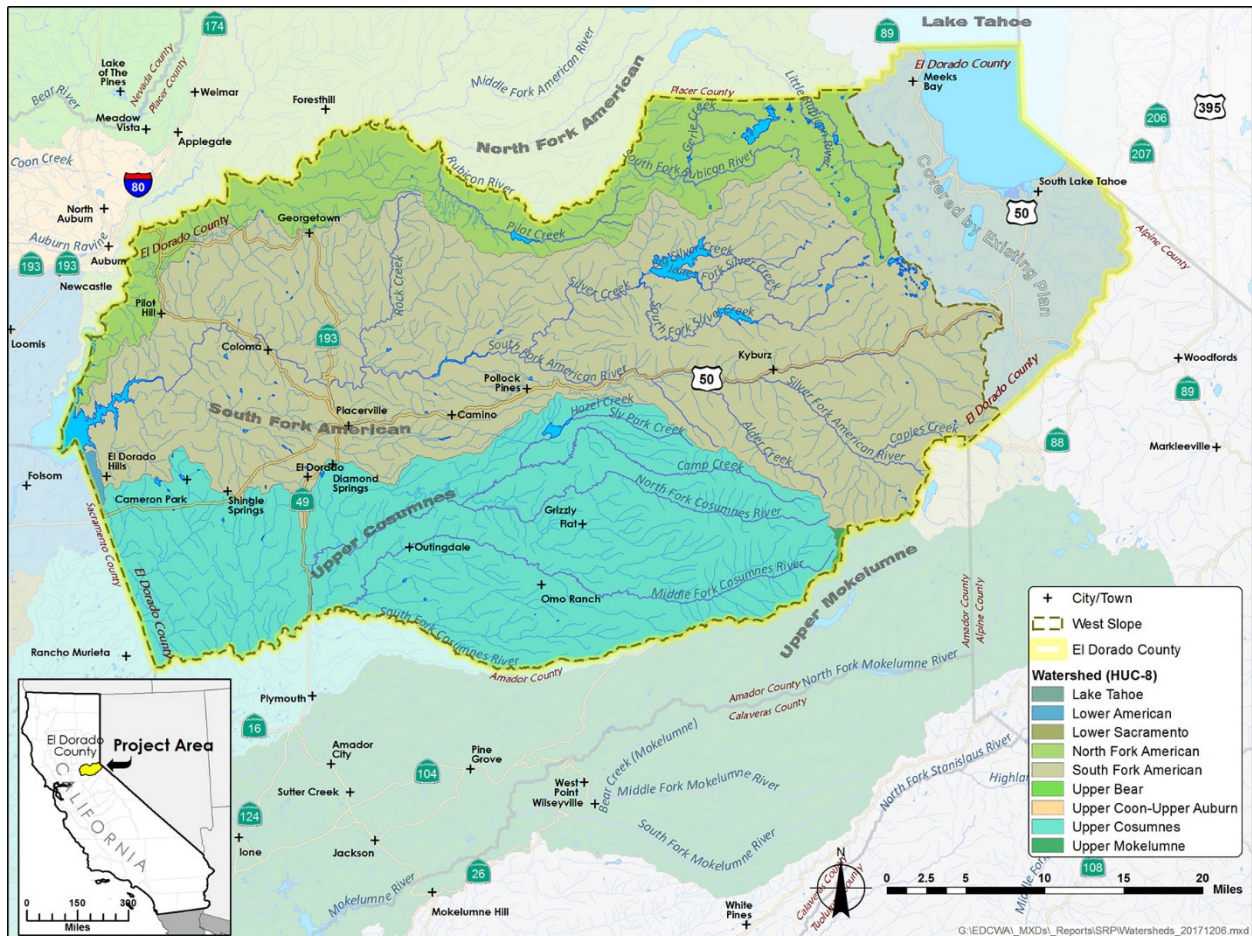 174
89
Lake Tahoe
Lake of The Pines
Nevada County
Placer County
Bear River
Weimar
Foresthill
Middle Fork American River
Placer County
El Dorado County
Meeks Bay
395
206
207
Meadow Vista
Applegate
North Fork American
Gerle Creek
Little Rubicon River
Coon Creek
80
Rubicon River
South Fork Rubicon River
Covered by Existing Plan
South Lake Tahoe
50
North Auburn
Auburn Ravine
Auburn
193
193
Newcastle
El Dorado County
Georgetown
Pilot Creek
Alpine County
Pilot Hill
Rock Creek
Silver Creek
South Fork Silver Creek
Loomis
Coloma
193
South Fork American River
Kyburz
50
Woodfords
89
Pollock Pines
Placerville
Camino
South Fork American
Hazel Creek
Sly Park Creek
Alder Creek
Silver Fork American River
Caples Creek
El Dorado County
88
Markleeville
Folsom
El Dorado Hills
Cameron Park
Shingle Springs
El Dorado
Diamond Springs
49
Camp Creek
North Fork Cosumnes River
Upper Cosumnes
Grizzly Flat
Sacramento County
El Dorado County
Outingdale
Omo Ranch
Middle Fork Cosumnes River
Upper Mokelumne
South Fork Cosumnes River
Rancho Murieta
Amador County
Amador County
Alpine County
Plymouth
16
Amador County
Calaveras County
North Fork Mokelumne River
Amador City
Pine Grove
104
Sutter Creek
Bear Creek (Mokelumne)
West Point
Wilseyville
Middle Fork Mokelumne River
North Fork Stanislaus River
124
Ione
Jackson
South Fork Mokelumne River
26
Mokelumne River
Mokelumne Hill
White Pines
Calaveras County
Tuolumne County
108
City/Town
West Slope
El Dorado County
Watershed (HUC-8)
Lake Tahoe
Lower American
Lower Sacramento
North Fork American
South Fork American
Upper Bear
Upper Coon-Upper Auburn
Upper Cosumnes
Upper Mokelumne
El Dorado County
Project Area
CALIFORNIA
0 150 300
Miles
N
0 2.5 5 10 15 20
Miles
G:\EDCWA\_MXDs\_Reports\SRP\Watersheds_20171206.mxd